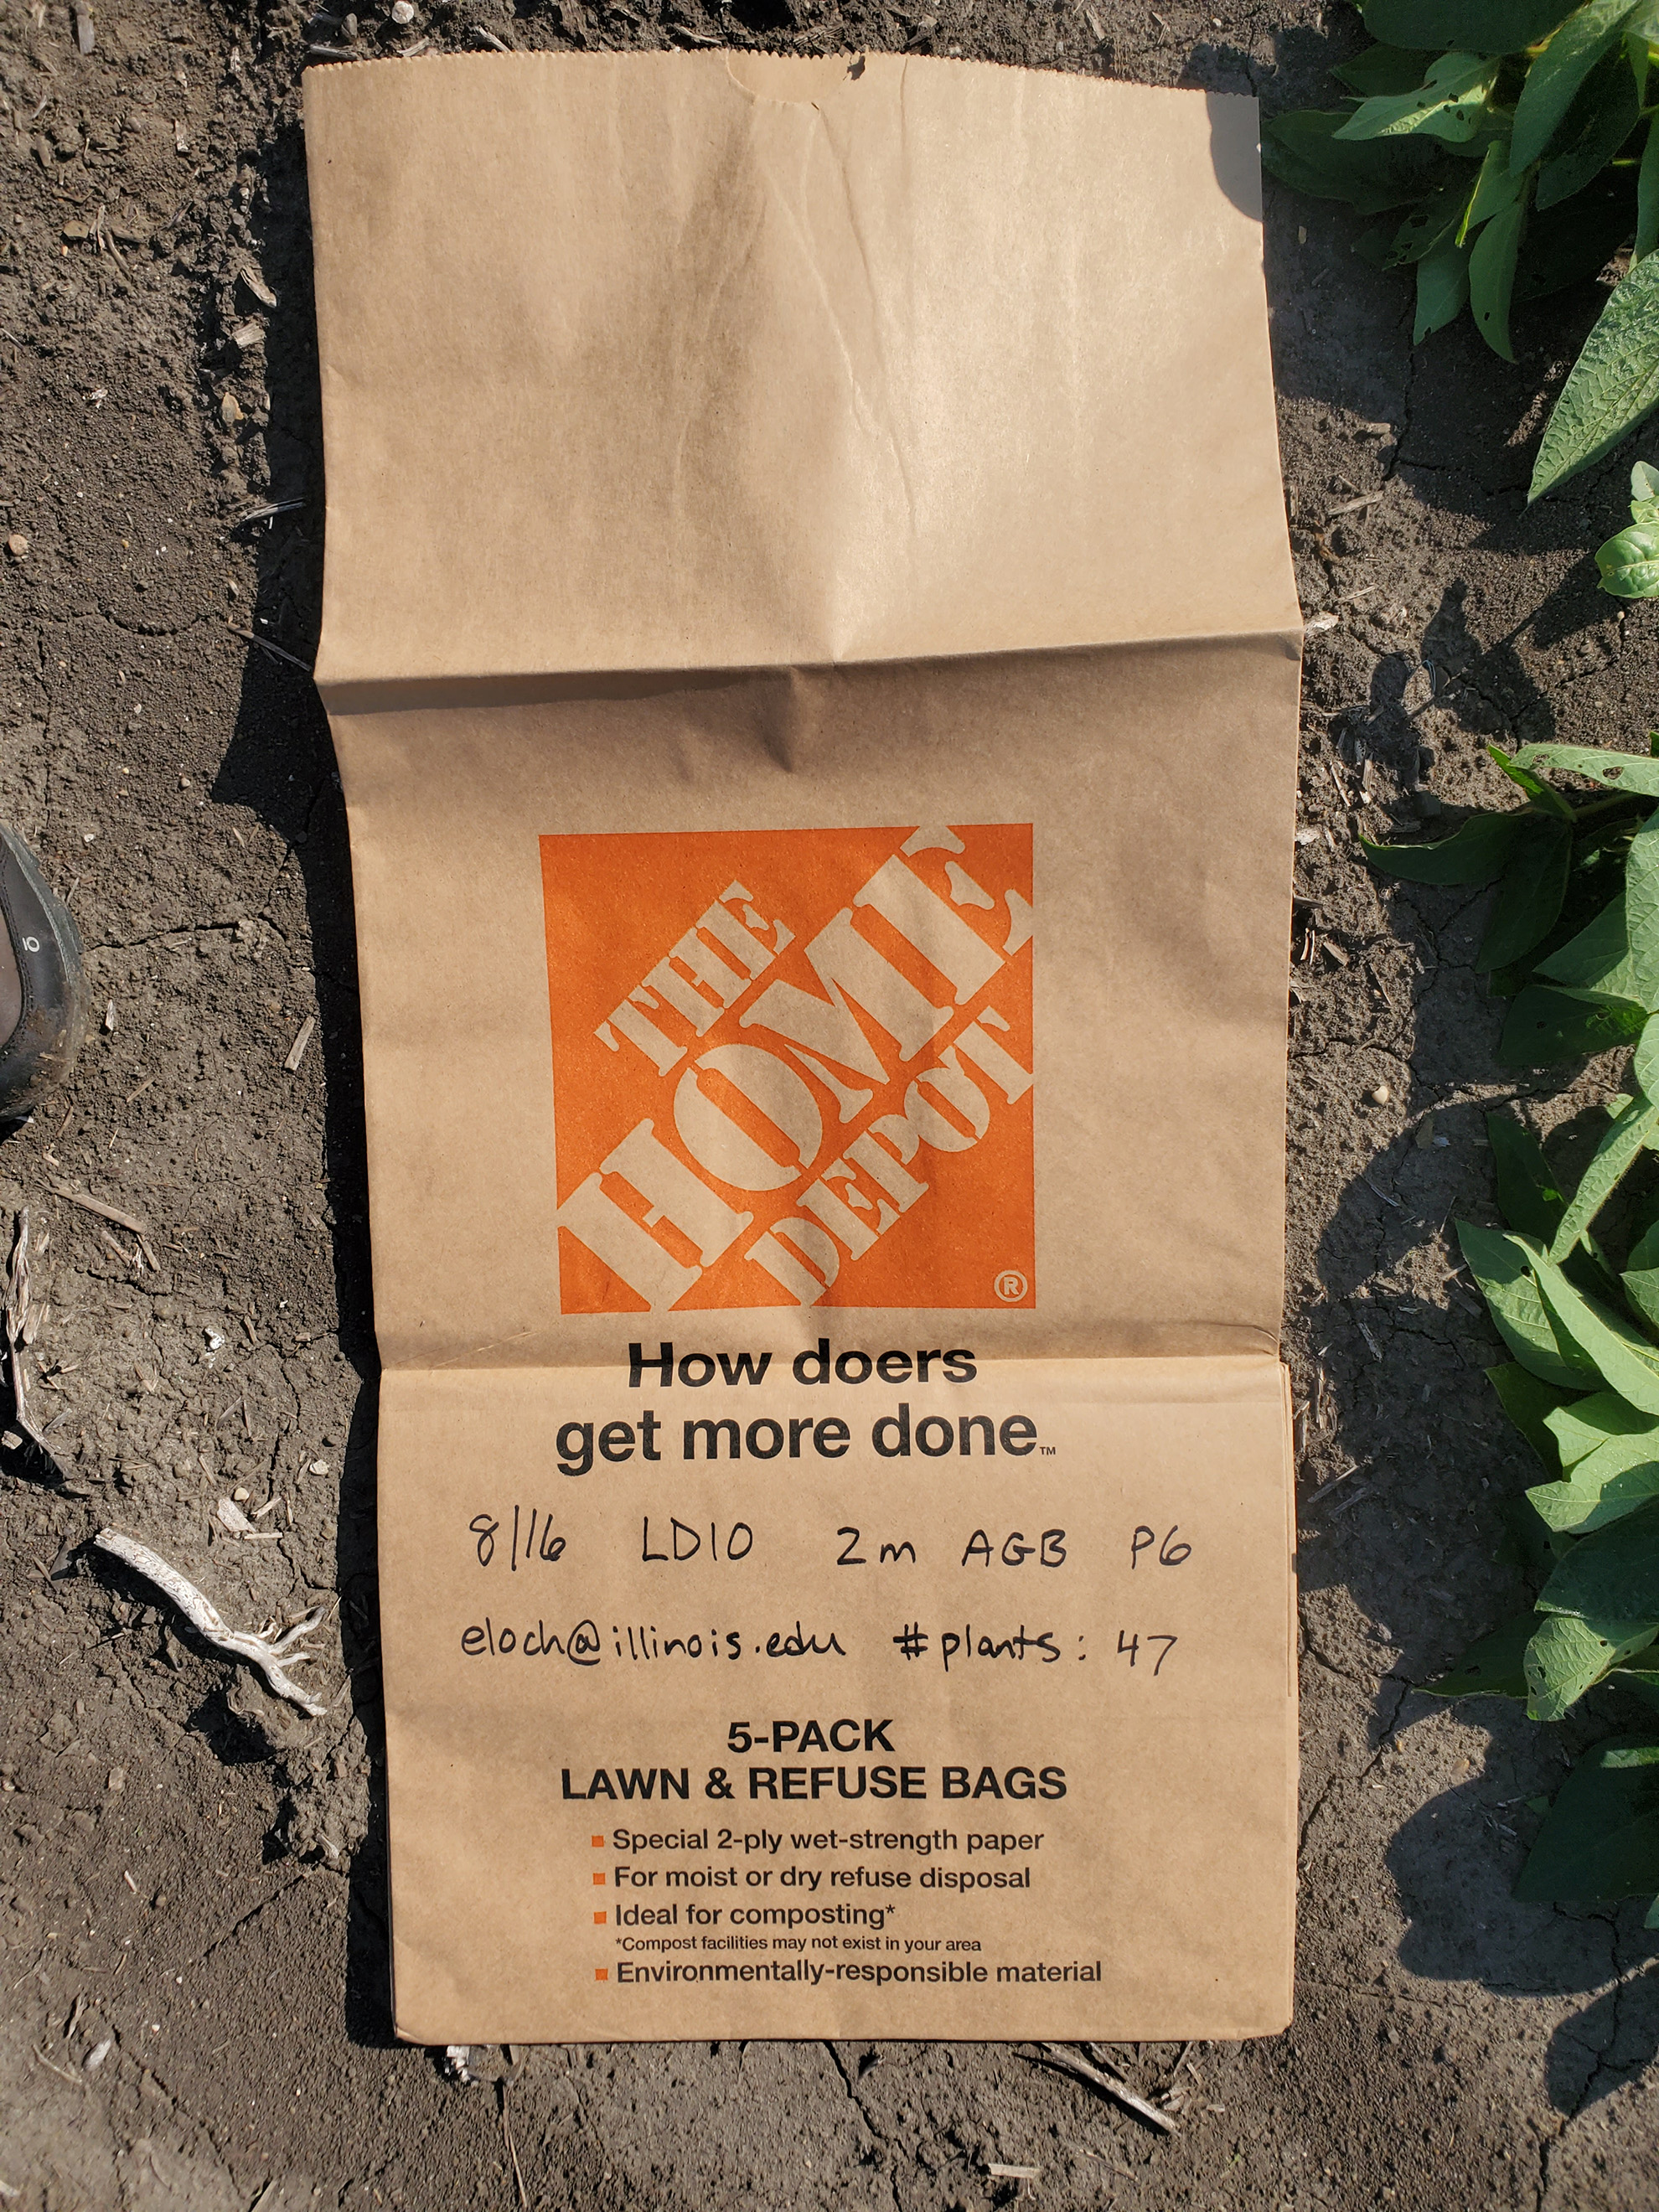 THE
HOME
DEPOT
®
How doers
get more done™
8/16 LD10 2m AGB P6
eloch@illinois.edu #plants: 47
5-PACK
LAWN & REFUSE BAGS
Special 2-ply wet-strength paper
For moist or dry refuse disposal
Ideal for composting*
*Compost facilities may not exist in your area
Environmentally-responsible material